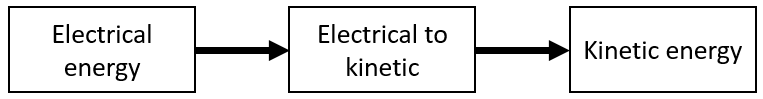 Electrical
energy
Electrical to
kinetic
Kinetic energy